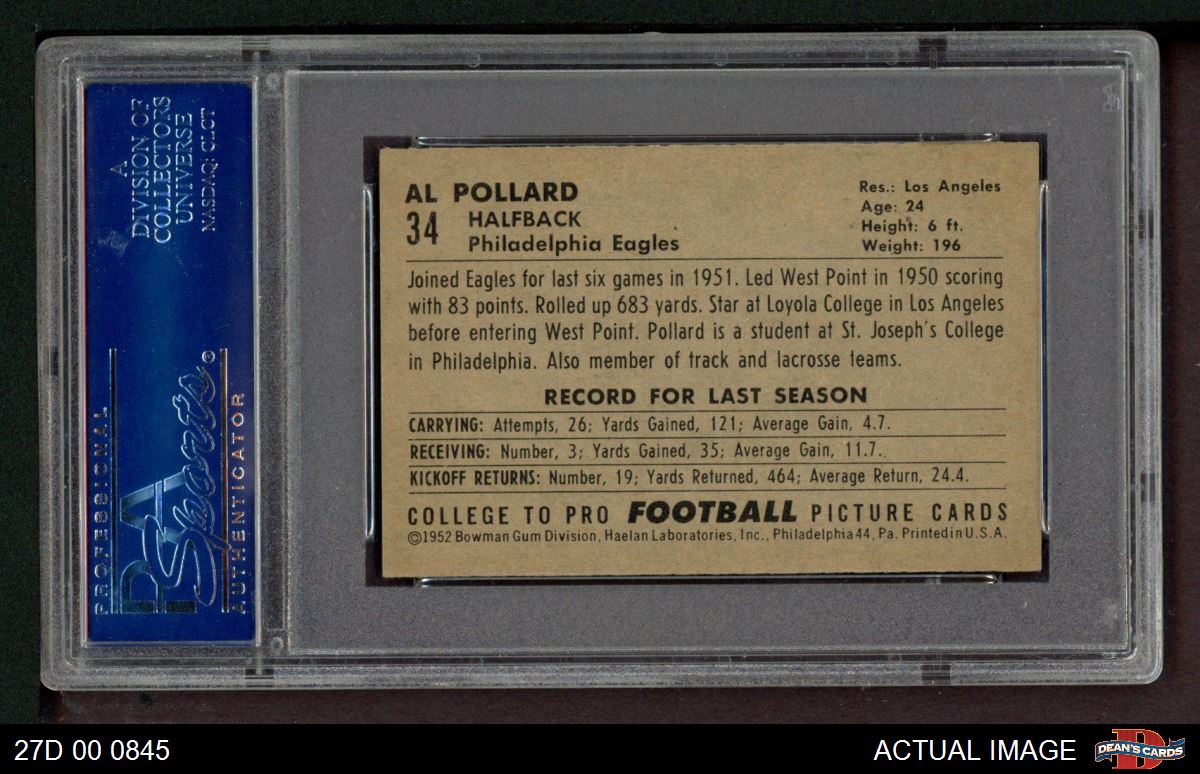 A
DIVISION OF
COLLECTORS
UNIVERSE
NASDAQ: CLCT
PROFESSIONAL
PSA
Sports®
AUTHENTICATOR
AL POLLARD
34
HALFBACK
Philadelphia Eagles
Res.: Los Angeles
Age: 24
Height: 6 ft.
Weight: 196
Joined Eagles for last six games in 1951. Led West Point in 1950 scoring
with 83 points. Rolled up 683 yards. Star at Loyola College in Los Angeles
before entering West Point. Pollard is a student at St. Joseph's College
in Philadelphia. Also member of track and lacrosse teams.
RECORD FOR LAST SEASON
CARRYING: Attempts, 26; Yards Gained, 121; Average Gain, 4.7.
RECEIVING: Number, 3; Yards Gained, 35; Average Gain, 11.7.
KICKOFF RETURNS: Number, 19; Yards Returned, 464; Average Return, 24.4.
COLLEGE TO PRO FOOTBALL PICTURE CARDS
©1952 Bowman Gum Division, Haelan Laboratories, Inc., Philadelphia 44, Pa. Printed in U.S.A.
27D 00 0845
ACTUAL IMAGE
D
DEAN'S CARDS